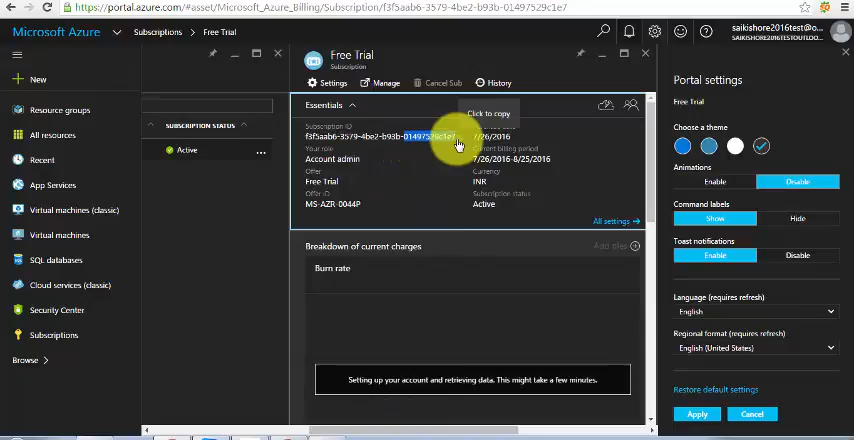 https://portal.azure.com/#asset/Microsoft_Azure_Billing/Subscription/f3f5aab6-3579-4be2-b93b-01497529c1e7
Microsoft Azure
Subscriptions
Free Trial
saikishore2016test@o...
SAIKISHORE2016TESTOUTLOO...
New
Resource groups
All resources
Recent
App Services
Virtual machines (classic)
Virtual machines
SQL databases
Cloud services (classic)
Security Center
Subscriptions
Browse
SUBSCRIPTION STATUS
Active
...
Free Trial
Subscription
Settings
Manage
Cancel Sub
History
Essentials
Click to copy
Subscription ID
f3f5aab6-3579-4be2-b93b-01497529c1e7
7/26/2016
Your role
Account admin
Current billing period
7/26/2016-8/25/2016
Offer
Free Trial
Currency
INR
Offer ID
MS-AZR-0044P
Subscription status
Active
All settings
Breakdown of current charges
Add tiles
Burn rate
Setting up your account and retrieving data. This might take a few minutes.
Portal settings
Free Trial
Choose a theme
Animations
Enable
Disable
Command labels
Show
Hide
Toast notifications
Enable
Disable
Language (requires refresh)
English
Regional format (requires refresh)
English (United States)
Restore default settings
Apply
Cancel